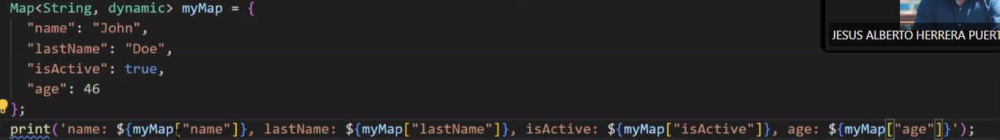 Map<String, dynamic> myMap = {
"name": "John",
"lastName": "Doe",
"isActive": true,
"age": 46
};
print('name: ${myMap["name"]}, lastName: ${myMap["lastName"]}, isActive: ${myMap["isActive"]}, age: ${myMap["age"]}');
JESUS ALBERTO HERRERA PUERT